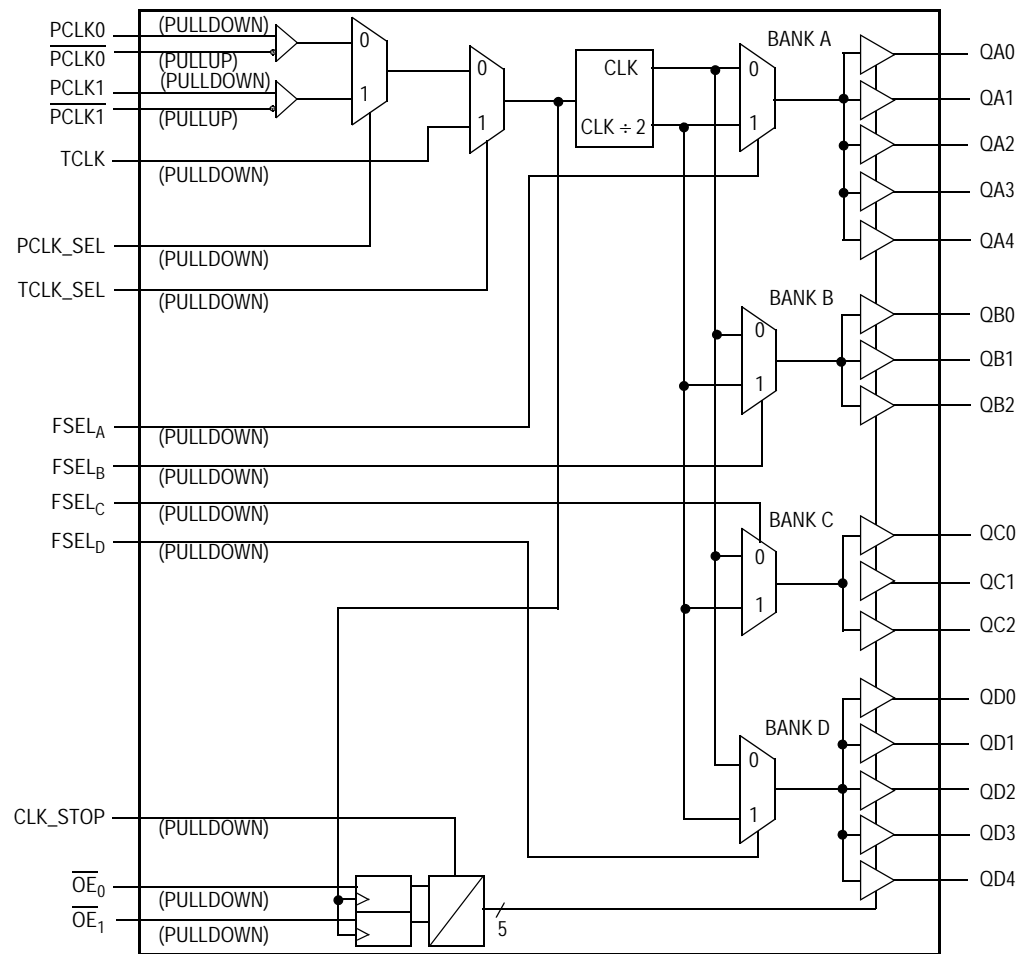 PCLK0 (PULLDOWN)
PCLK0 (PULLUP)
PCLK1 (PULLDOWN)
PCLK1 (PULLUP)
TCLK (PULLDOWN)
PCLK_SEL (PULLDOWN)
TCLK_SEL (PULLDOWN)
FSELA (PULLDOWN)
FSELB (PULLDOWN)
FSELC (PULLDOWN)
FSELD (PULLDOWN)
CLK_STOP (PULLDOWN)
OE0 (PULLDOWN)
OE1 (PULLDOWN)
0
1
0
1
CLK
CLK ÷ 2
BANK A
0
1
QA0
QA1
QA2
QA3
QA4
BANK B
0
1
QB0
QB1
QB2
BANK C
0
1
QC0
QC1
QC2
BANK D
0
1
QD0
QD1
QD2
QD3
QD4
5